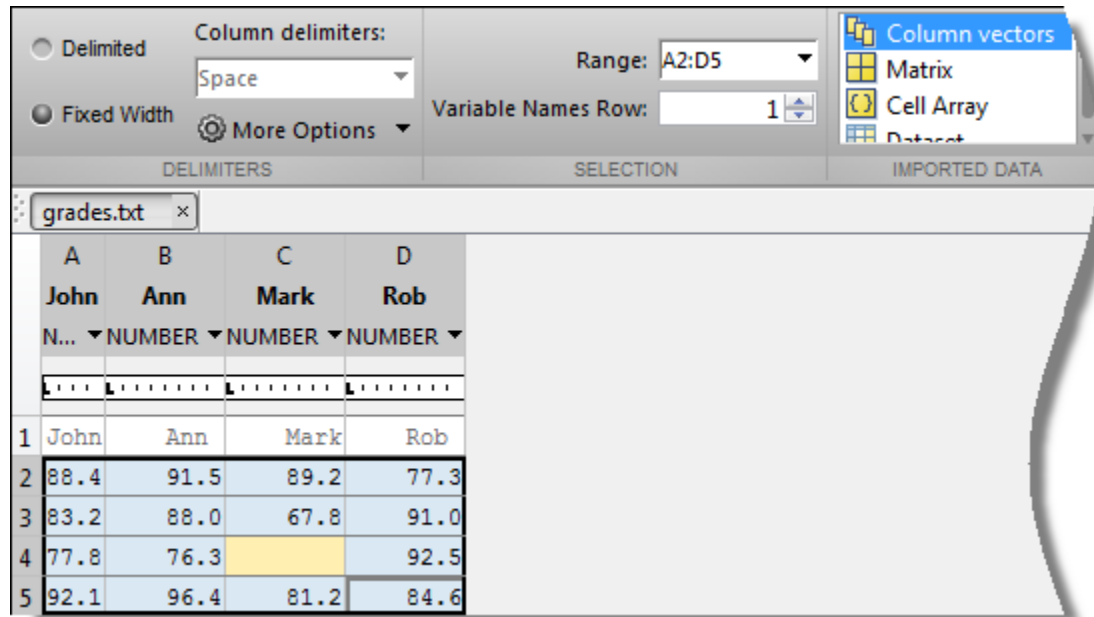 Delimited
Fixed Width
Column delimiters:
Space
More Options
DELIMITERS
Range: A2:D5
Variable Names Row: 1
SELECTION
Column vectors
Matrix
Cell Array
Dataset
IMPORTED DATA
grades.txt ×
A B C D
John Ann Mark Rob
N... NUMBER NUMBER NUMBER
1 John Ann Mark Rob
2 88.4 91.5 89.2 77.3
3 83.2 88.0 67.8 91.0
4 77.8 76.3 92.5
5 92.1 96.4 81.2 84.6